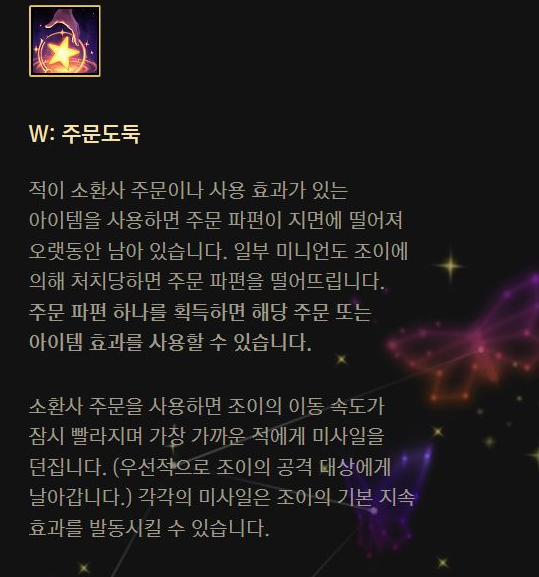 W: 주문도둑
적이 소환사 주문이나 사용 효과가 있는
아이템을 사용하면 주문 파편이 지면에 떨어져
오랫동안 남아 있습니다. 일부 미니언도 조이에
의해 처치당하면 주문 파편을 떨어뜨립니다.
주문 파편 하나를 획득하면 해당 주문 또는
아이템 효과를 사용할 수 있습니다.
소환사 주문을 사용하면 조이의 이동 속도가
잠시 빨라지며 가장 가까운 적에게 미사일을
던집니다. (우선적으로 조이의 공격 대상에게
날아갑니다.) 각각의 미사일은 조이의 기본 지속
효과를 발동시킬 수 있습니다.